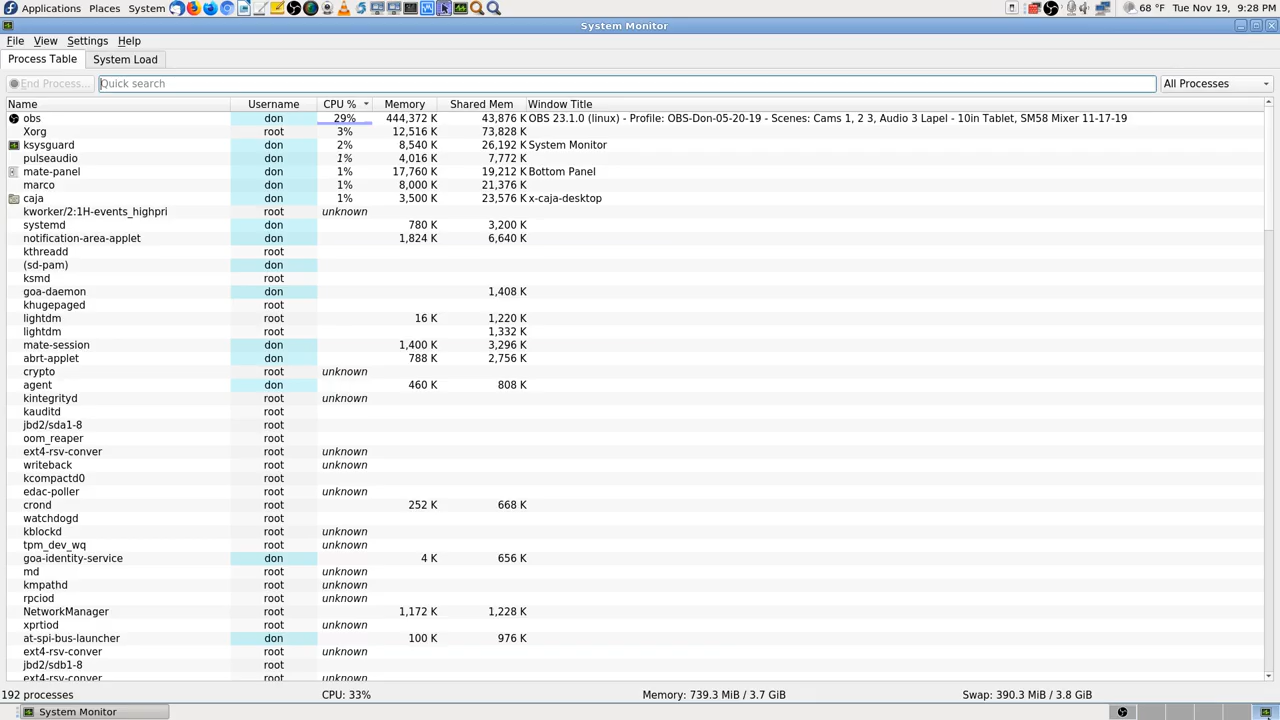 Applications Places System 68 °F Tue Nov 19, 9:28 PM
System Monitor
File View Settings Help
Process Table System Load
End Process... Quick search All Processes
Name Username CPU % Memory Shared Mem Window Title
obs don 29% 444,372 K 43,876 K OBS 23.1.0 (linux) - Profile: OBS-Don-05-20-19 - Scenes: Cams 1, 2 3, Audio 3 Lapel - 10in Tablet, SM58 Mixer 11-17-19
Xorg root 3% 12,516 K 73,828 K
ksysguard don 2% 8,540 K 26,192 K System Monitor
pulseaudio don 1% 4,016 K 7,772 K
mate-panel don 1% 17,760 K 19,212 K Bottom Panel
marco don 1% 8,000 K 21,376 K
caja don 1% 3,500 K 23,576 K x-caja-desktop
kworker/2:1H-events_highpri root unknown
systemd don 780 K 3,200 K
notification-area-applet don 1,824 K 6,640 K
kthreadd root
(sd-pam) don
ksmd root
goa-daemon don 1,408 K
khugepaged root
lightdm root 16 K 1,220 K
lightdm root 1,332 K
mate-session don 1,400 K 3,296 K
abrt-applet don 788 K 2,756 K
crypto root unknown
agent don 460 K 808 K
kintegrityd root unknown
kauditd root
jbd2/sda1-8 root
oom_reaper root
ext4-rsv-conver root unknown
writeback root unknown
kcompactd0 root
edac-poller root unknown
crond root 252 K 668 K
watchdogd root
kblockd root unknown
tpm_dev_wq root unknown
goa-identity-service don 4 K 656 K
md root unknown
kmpathd root unknown
rpciod root unknown
NetworkManager root 1,172 K 1,228 K
xprtiod root unknown
at-spi-bus-launcher don 100 K 976 K
ext4-rsv-conver root unknown
jbd2/sdb1-8 root
ext4-rsv-conver root unknown
192 processes CPU: 33% Memory: 739.3 MiB / 3.7 GiB Swap: 390.3 MiB / 3.8 GiB
System Monitor